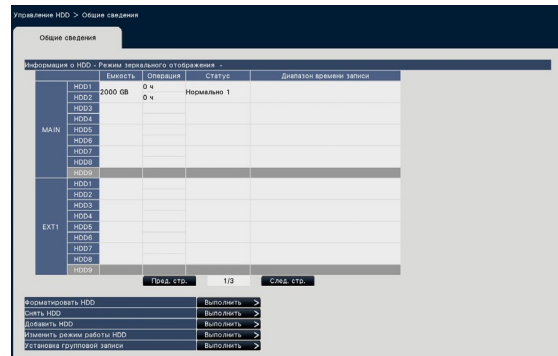 Управление HDD > Общие сведения
Общие сведения
Информация о HDD - Режим зеркального отображения -
Емкость Операция Статус Диапазон времени записи
MAIN
HDD1 2000 GB 0 ч Нормально 1
HDD2 0 ч
HDD3
HDD4
HDD5
HDD6
HDD7
HDD8
HDD9
EXT1
HDD1
HDD2
HDD3
HDD4
HDD5
HDD6
HDD7
HDD8
HDD9
Пред. стр. 1/3 След. стр.
Форматировать HDD Выполнить >
Снять HDD Выполнить >
Добавить HDD Выполнить >
Изменить режим работы HDD Выполнить >
Установка групповой записи Выполнить >